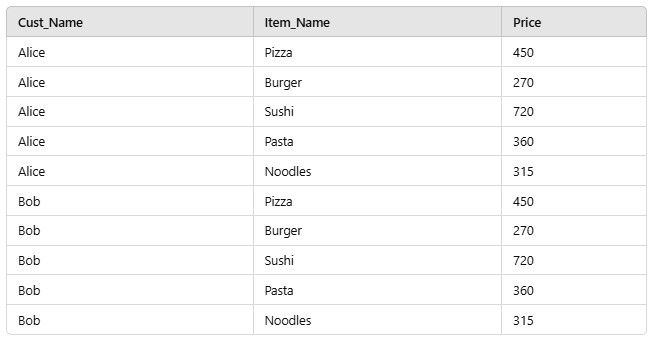 Cust_Name Item_Name Price
Alice Pizza 450
Alice Burger 270
Alice Sushi 720
Alice Pasta 360
Alice Noodles 315
Bob Pizza 450
Bob Burger 270
Bob Sushi 720
Bob Pasta 360
Bob Noodles 315